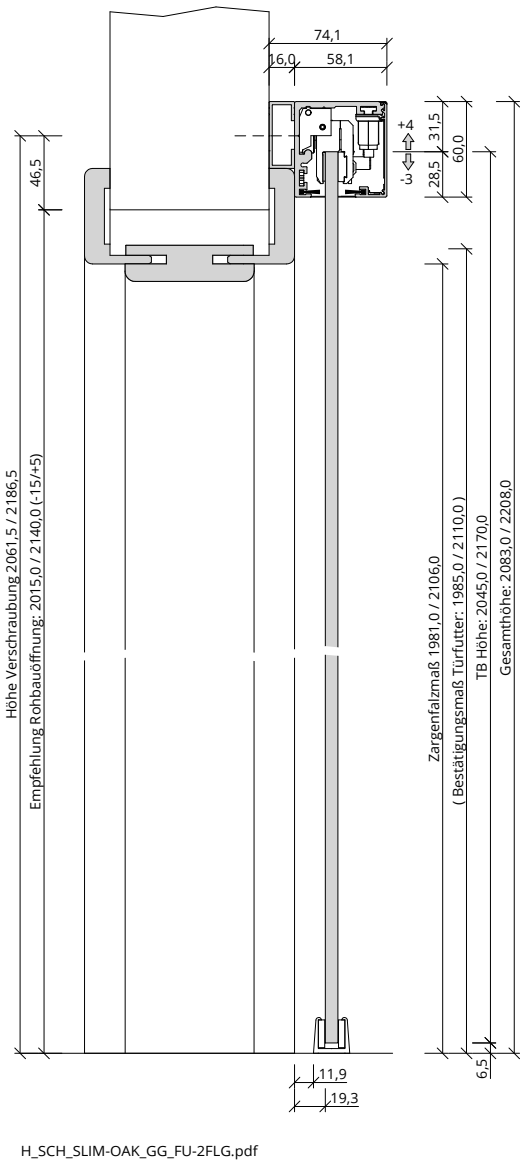 74,1
16,0
58,1
+4
-3
31,5
28,5
60,0
46,5
Höhe Verschraubung 2061,5 / 2186,5
Empfehlung Rohbauöffnung: 2015,0 / 2140,0 (-15/+5)
Zargenfalzmaß 1981,0 / 2106,0
( Bestätigungsmaß Türfutter: 1985,0 / 2110,0 )
TB Höhe: 2045,0 / 2170,0
Gesamthöhe: 2083,0 / 2208,0
6,5
11,9
19,3
H_SCH_SLIM-OAK_GG_FU-2FLG.pdf